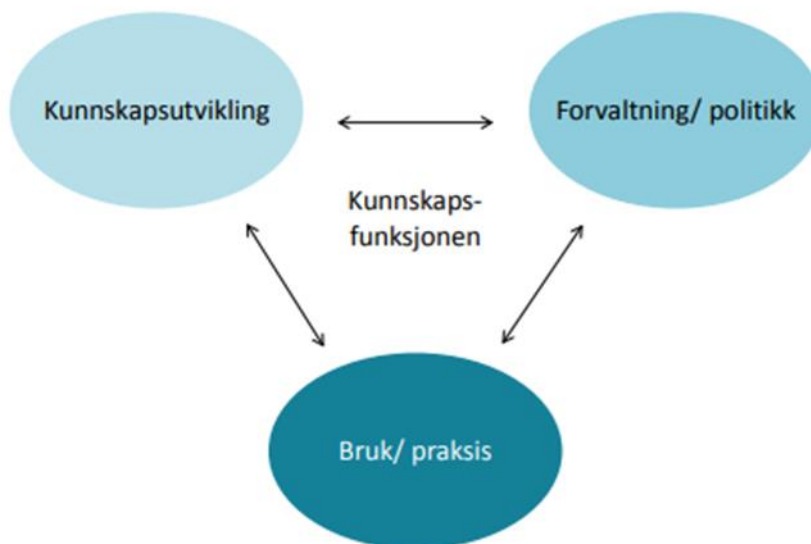 Kunnskapsutvikling
Forvaltning/ politikk
Kunnskaps-
funksjonen
Bruk/ praksis